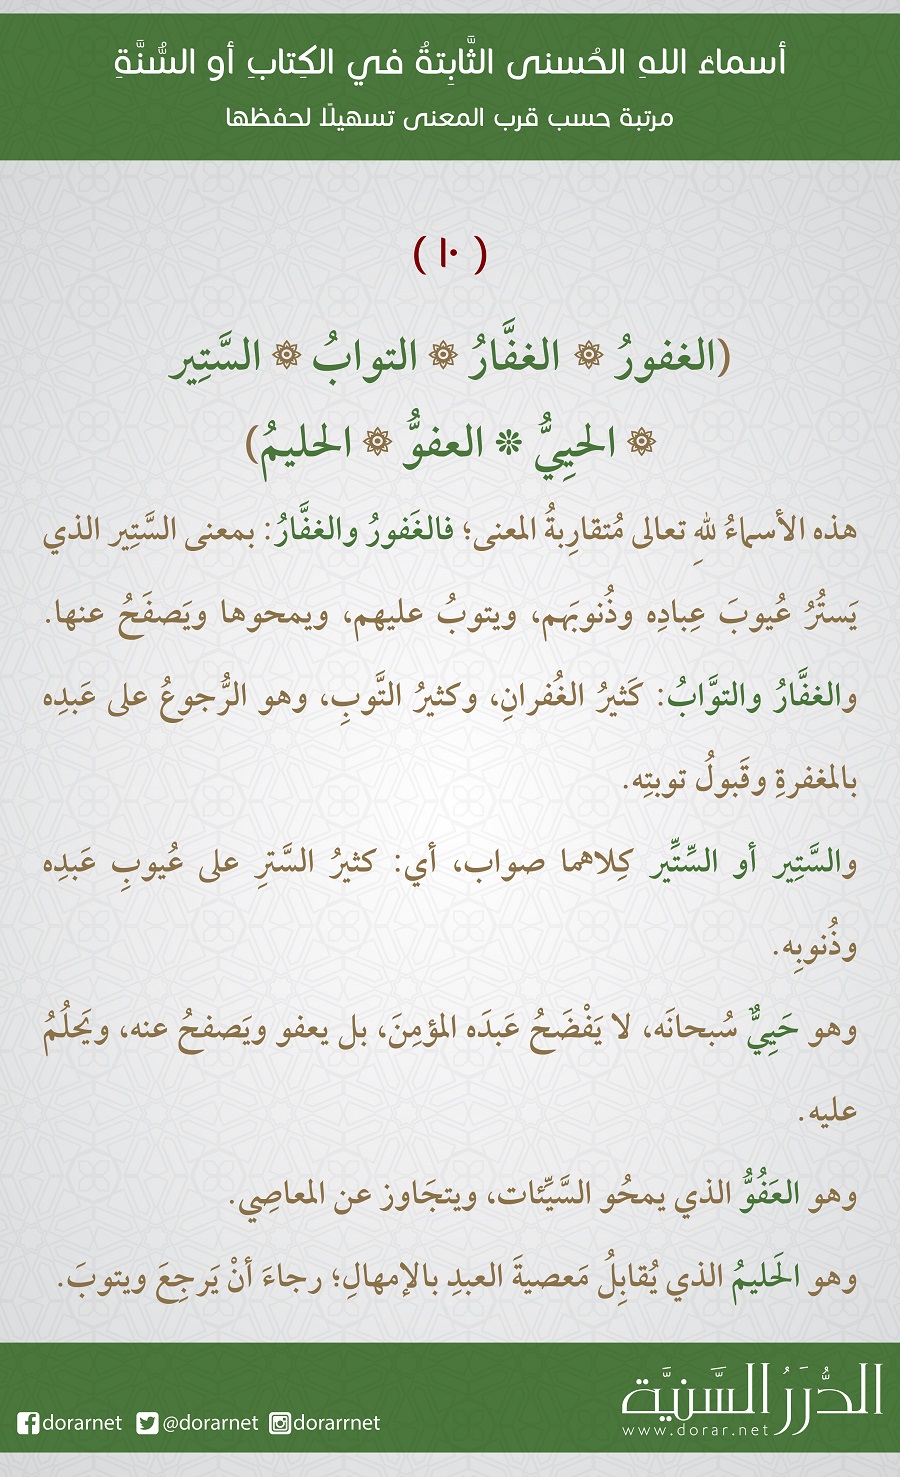 أسماءُ اللهِ الحُسنى الثَّابِتةُ في الكِتابِ أو السُّنَّةِ
مرتبة حسب قرب المعنى تسهيلًا لحفظها
( ١٠ )
(الغفورُ ۞ الغفَّارُ ۞ التوابُ ۞ السَّتِير
۞ الحيِيُّ ❇ العفوُّ ۞ الحليمُ)
هذه الأسماءُ للهِ تعالى مُتقارِبةُ المعنى؛ فالغَفورُ والغفَّارُ: بمعنى السَّتِير الذي
يَستُرُ عُيوبَ عِبادِه وذُنوبَهم، ويتوبُ عليهم، ويمحوها ويَصفَحُ عنها.
والغفَّارُ والتوَّابُ: كَثيرُ الغُفرانِ، وكثيرُ التَّوبِ، وهو الرُّجوعُ على عَبدِه
بالمغفرةِ وقَبولُ توبتِه.
والسَّتِير أو السِّتِّير كِلاهما صواب، أي: كثيرُ السَّترِ على عُيوبِ عَبدِه
وذُنوبِه.
وهو حَيِيٌّ سُبحانَه، لا يَفْضَحُ عَبدَه المؤمِنَ، بل يعفو ويَصفحُ عنه، ويَحلُمُ
عليه.
وهو العَفُوُّ الذي يمحُو السَّيِّئات، ويتجَاوز عن المعاصِي.
وهو الحَليمُ الذي يُقابِلُ مَعصيةَ العبدِ بالإمهالِ؛ رجاءَ أنْ يَرجِعَ ويتوبَ.
الدُّرَرُ السَّنِيَّة
www.dorar.net
dorarnet @dorarnet dorarrnet